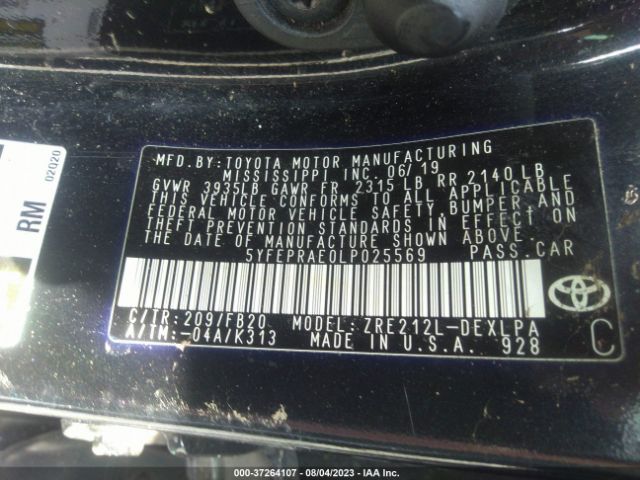 MFD.BY:TOYOTA MOTOR MANUFACTURING
MISSISSIPPI INC. 06/19
GVWR 3935LB GAWR FR 2315 LB RR 2140 LB
THIS VEHICLE CONFORMS TO ALL APPLICABLE
FEDERAL MOTOR VEHICLE SAFETY,BUMPER,AND
THEFT PREVENTION STANDARDS IN EFFECT ON
THE DATE OF MANUFACTURE SHOWN ABOVE.
5YFEPRAE0LP025569 PASS.CAR
C/TR:209/FB20 MODEL:ZRE212L-DEXLPA
A/TM:-04A/K313 MADE IN U.S.A. 928
C
RM
02020
000-37264107 - 08/04/2023 - IAA Inc.